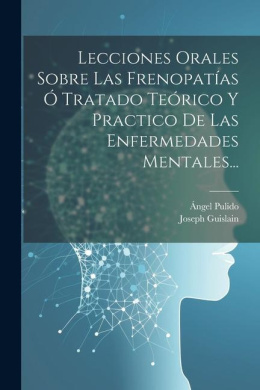 Lecciones Orales
Sobre Las Frenopatías
Ó Tratado Teórico Y
Practico De Las
Enfermedades
Mentales...
Ángel Pulido
Joseph Guislain